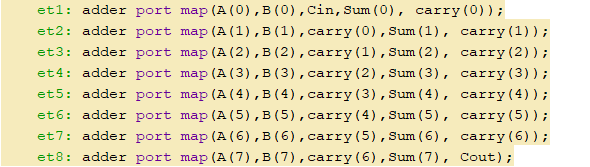 et1: adder port map(A(0),B(0),Cin,Sum(0), carry(0));
et2: adder port map(A(1),B(1),carry(0),Sum(1), carry(1));
et3: adder port map(A(2),B(2),carry(1),Sum(2), carry(2));
et4: adder port map(A(3),B(3),carry(2),Sum(3), carry(3));
et5: adder port map(A(4),B(4),carry(3),Sum(4), carry(4));
et6: adder port map(A(5),B(5),carry(4),Sum(5), carry(5));
et7: adder port map(A(6),B(6),carry(5),Sum(6), carry(6));
et8: adder port map(A(7),B(7),carry(6),Sum(7), Cout);